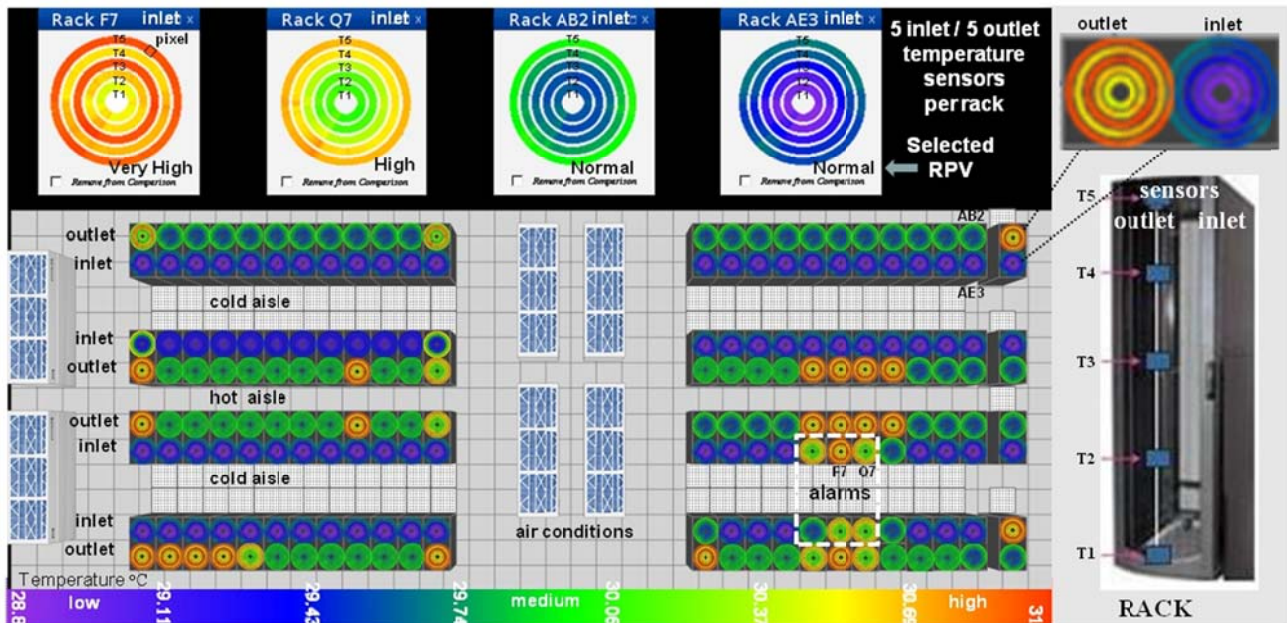 Rack F7 inlet x
pixel
T5
T4
T3
T2
T1
Very High
Remove from Comparison
Rack Q7 inlet x
T5
T4
T3
T2
T1
High
Remove from Comparison
Rack AB2 inlet x
T5
T4
T3
T2
T1
Normal
Remove from Comparison
Rack AE3 inlet x
T5
T4
T3
T2
T1
Normal
Remove from Comparison
5 inlet / 5 outlet
temperature
sensors
per rack
Selected
RPV
outlet inlet
AB2
outlet
inlet
cold aisle
AE3
inlet
outlet
hot aisle
outlet
inlet
F7 Q7
cold aisle
alarms
inlet
air conditions
outlet
Temperature ºC
28.8
low
29.11
29.43
29.74
medium
30.06
30.37
30.69
high
31
T5
sensors
outlet inlet
T4
T3
T2
T1
RACK